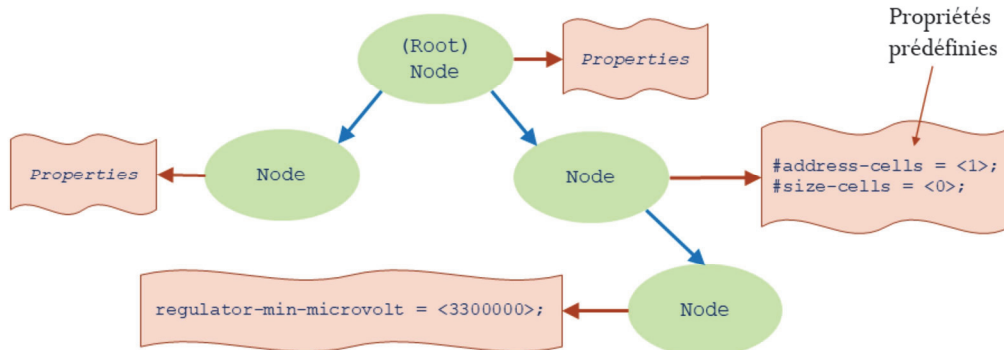 Propriétés
prédéfinies
(Root)
Node
Properties
Properties
Node
Node
#address-cells = <1>;
#size-cells = <0>;
regulator-min-microvolt = <3300000>;
Node